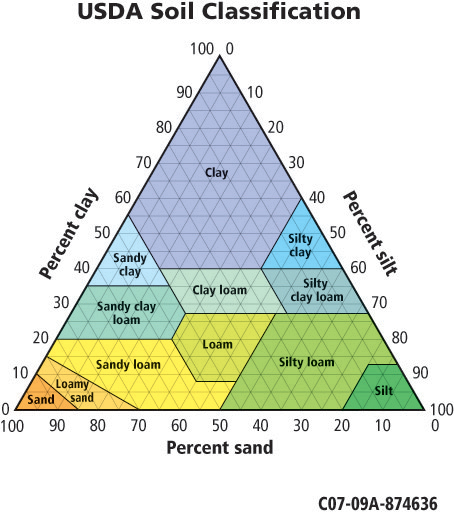 USDA Soil Classification
100 0
90 10
80 20
70 30
Clay
60 40
Percent clay
Percent silt
50 50
Sandy
clay
Silty
clay
40 60
Clay loam
Silty
clay loam
30 70
Sandy clay
loam
20 80
Loam
Sandy loam
Silty loam
10 90
Loamy
sand
Sand
Silt
0 100
100 90 80 70 60 50 40 30 20 10 0
Percent sand
C07-09A-874636